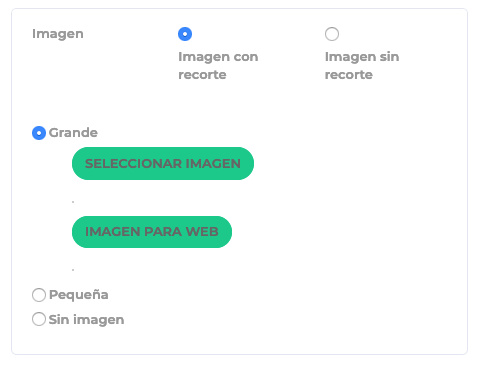 Imagen
Imagen con
recorte
Imagen sin
recorte
Grande
SELECCIONAR IMAGEN
.
IMAGEN PARA WEB
.
Pequeña
Sin imagen